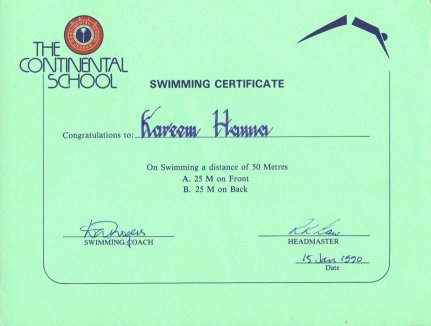 THE
CONTINENTAL
SCHOOL
SWIMMING CERTIFICATE
Congratulations to: Kareem Hanna
On Swimming a distance of 50 Metres
A. 25 M on Front
B. 25 M on Back
SWIMMING COACH
HEADMASTER
15 Jan 1990
Date